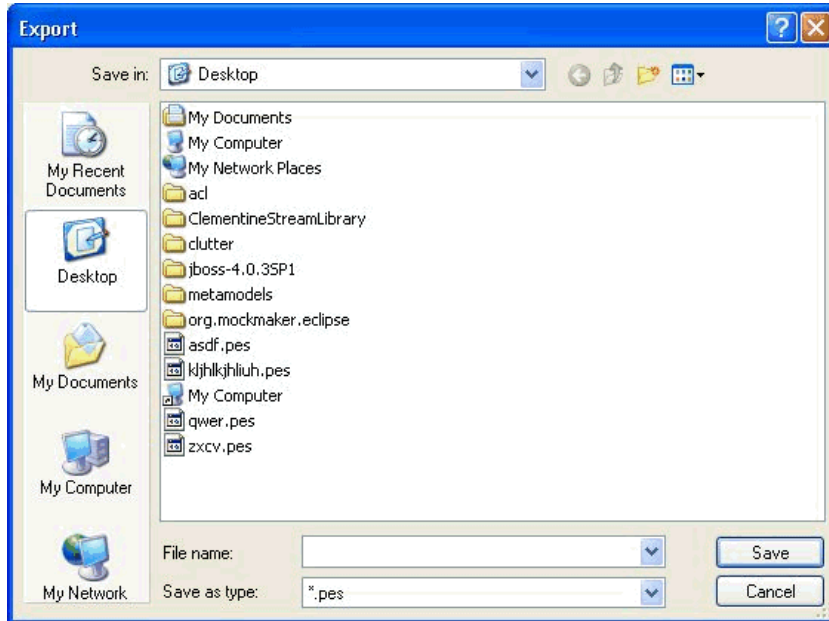 Export
Save in:
Desktop
My Recent
Documents
Desktop
My Documents
My Computer
My Network
My Documents
My Computer
My Network Places
acl
ClementineStreamLibrary
clutter
jboss-4.0.3SP1
metamodels
org.mockmaker.eclipse
asdf.pes
kljhlkjhliuh.pes
My Computer
qwer.pes
zxcv.pes
File name:
Save
Save as type:
*.pes
Cancel